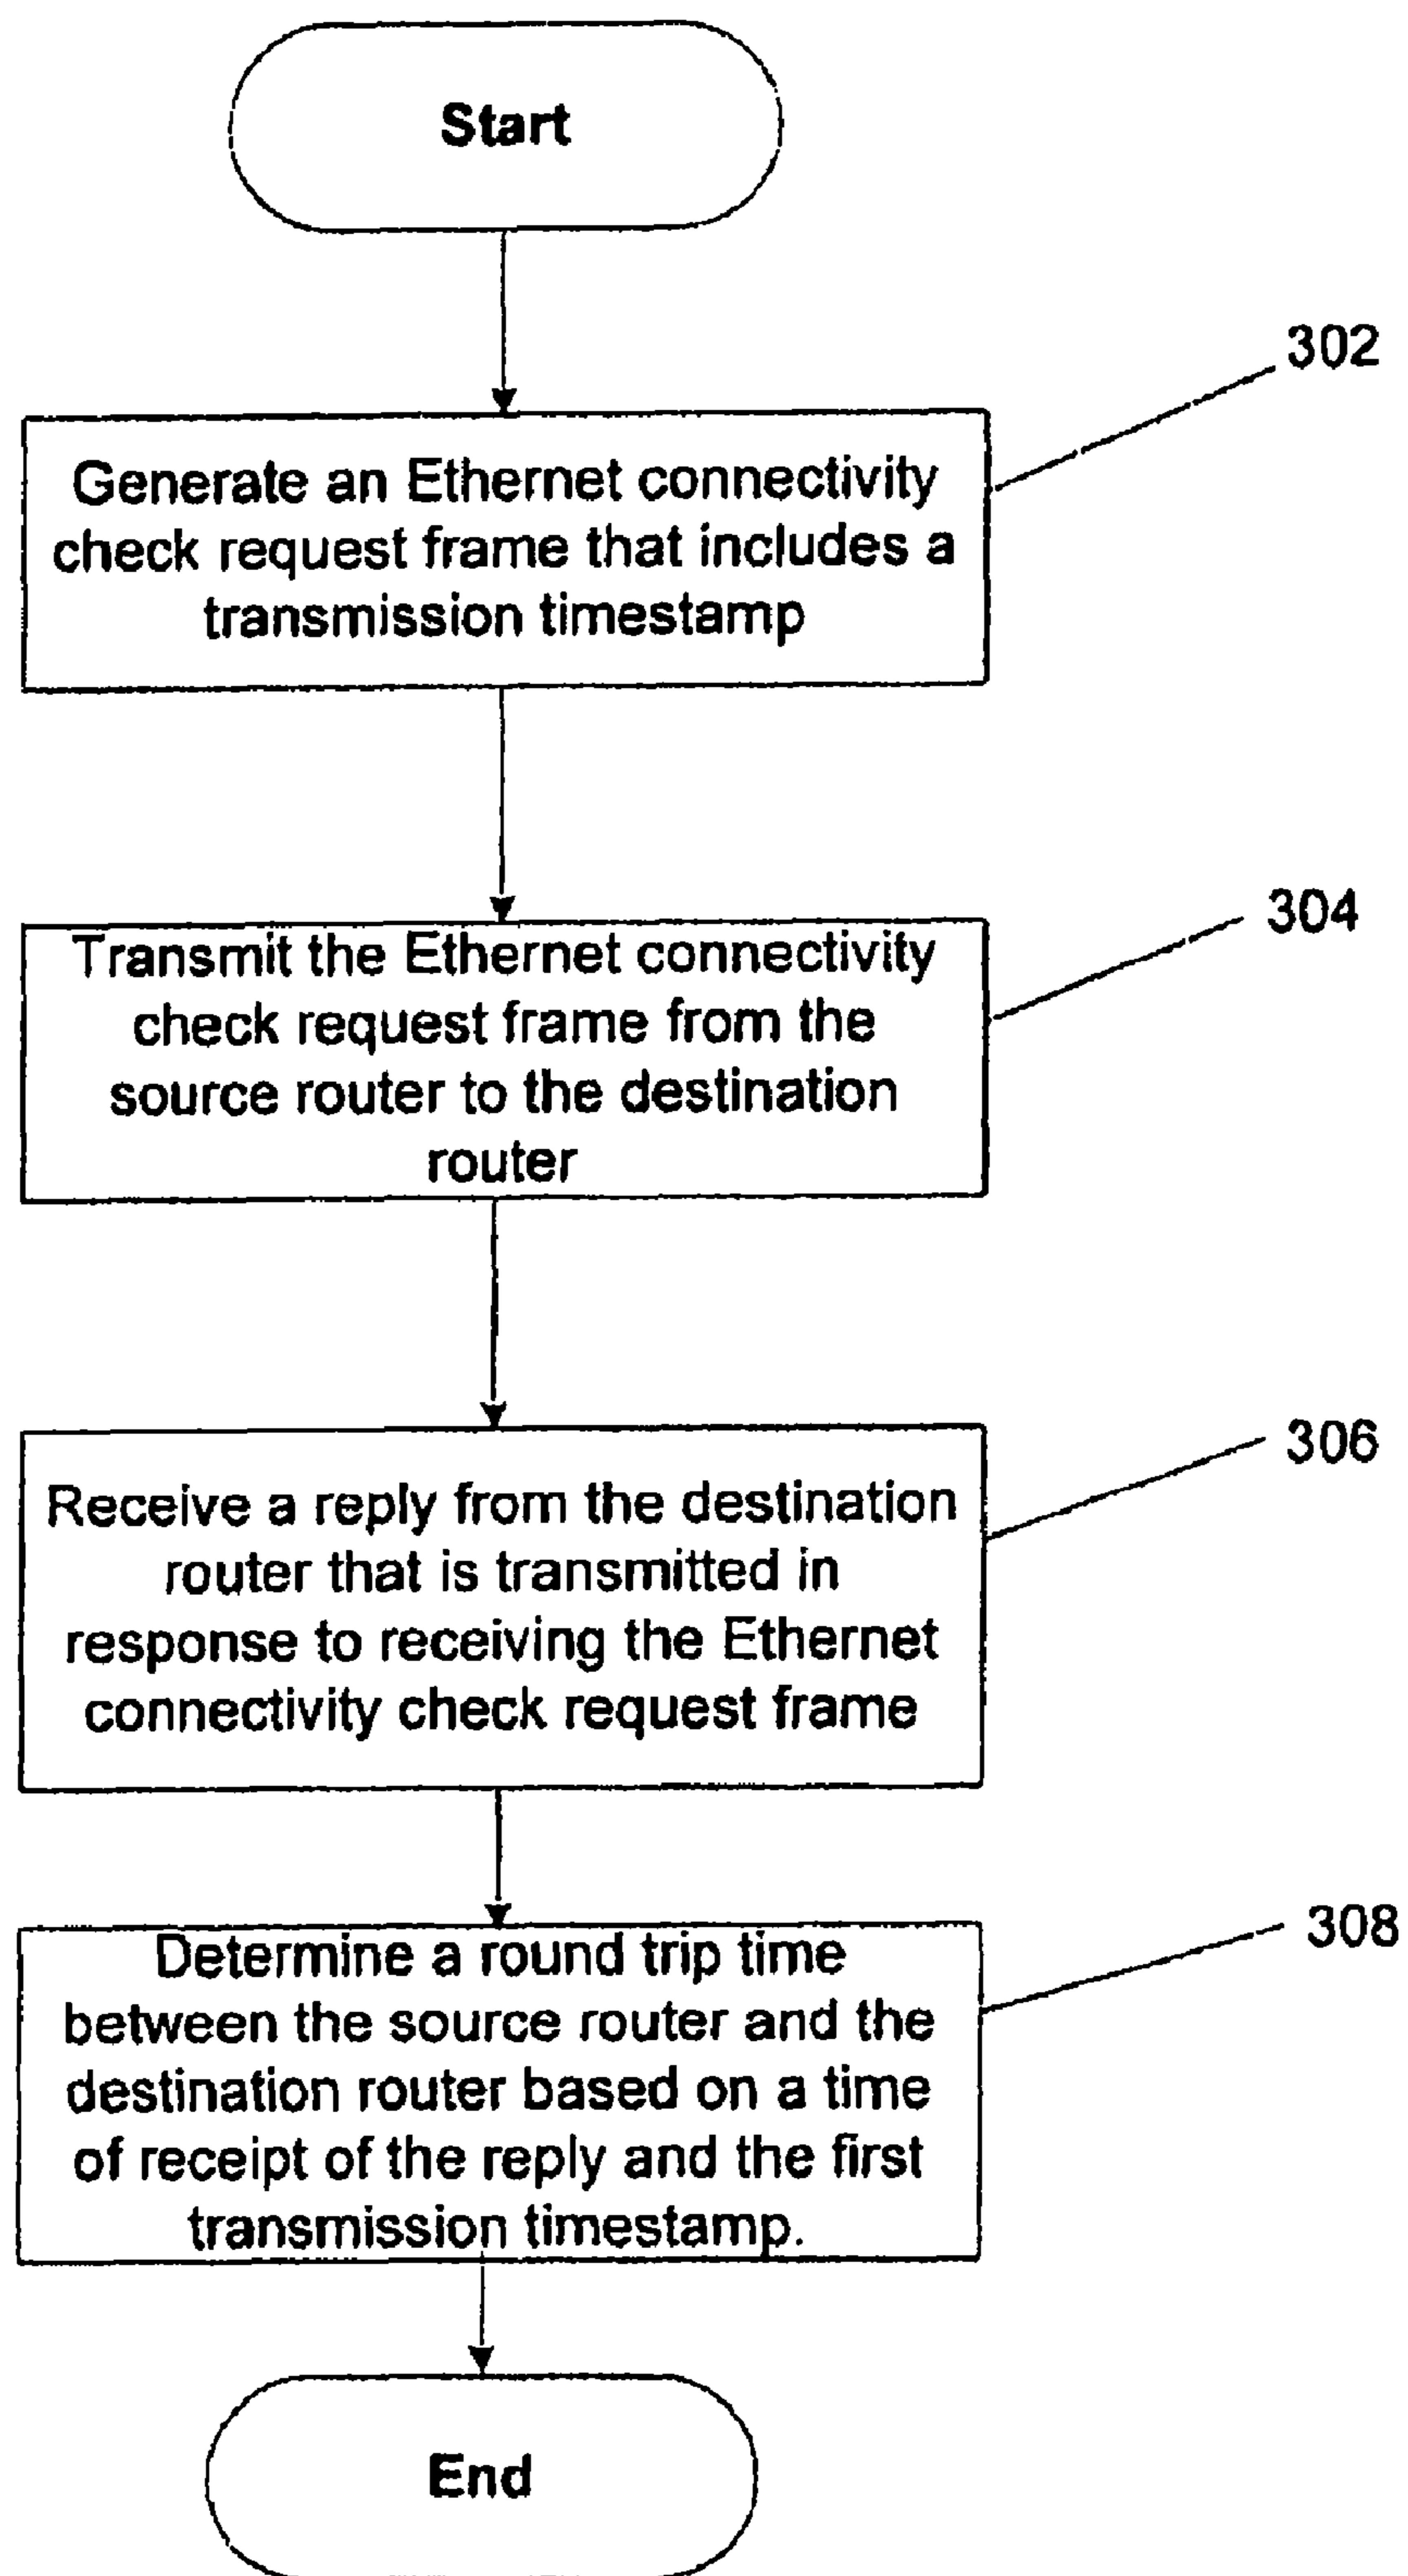 Start
302
Generate an Ethernet connectivity
check request frame that includes a
transmission timestamp
304
Transmit the Ethernet connectivity
check request frame from the
source router to the destination
router
306
Receive a reply from the destination
router that is transmitted in
response to receiving the Ethernet
connectivity check request frame
308
Determine a round trip time
between the source router and the
destination router based on a time
of receipt of the reply and the first
transmission timestamp.
End